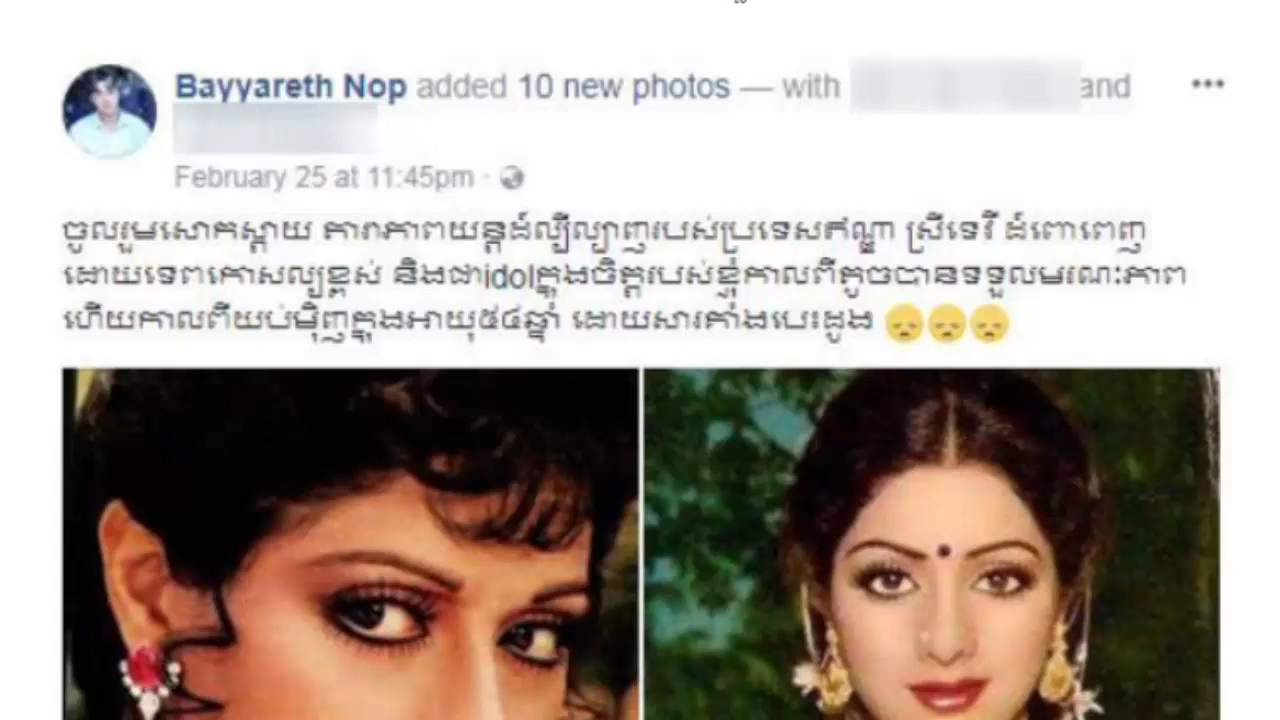 Bayyareth Nop added 10 new photos — with and
February 25 at 11:45pm ·
ចូលរួមសោកស្ដាយ តារាភាពយន្តដ៍ល្បីល្បាញរបស់ប្រទេសឥណ្ឌា ស្រីទេវី ដ៍ពោពេញ
ដោយទេពកោសល្យខ្ពស់ និងជាidolក្នុងចិត្តរបស់ខ្ញុំកាលពីតូចបានទទួលមរណៈភាព
ហើយកាលពីយប់ម៉ិញក្នុងអាយុ៥៤ឆ្នាំ ដោយសារគាំងបេះដូង 😞😞😞